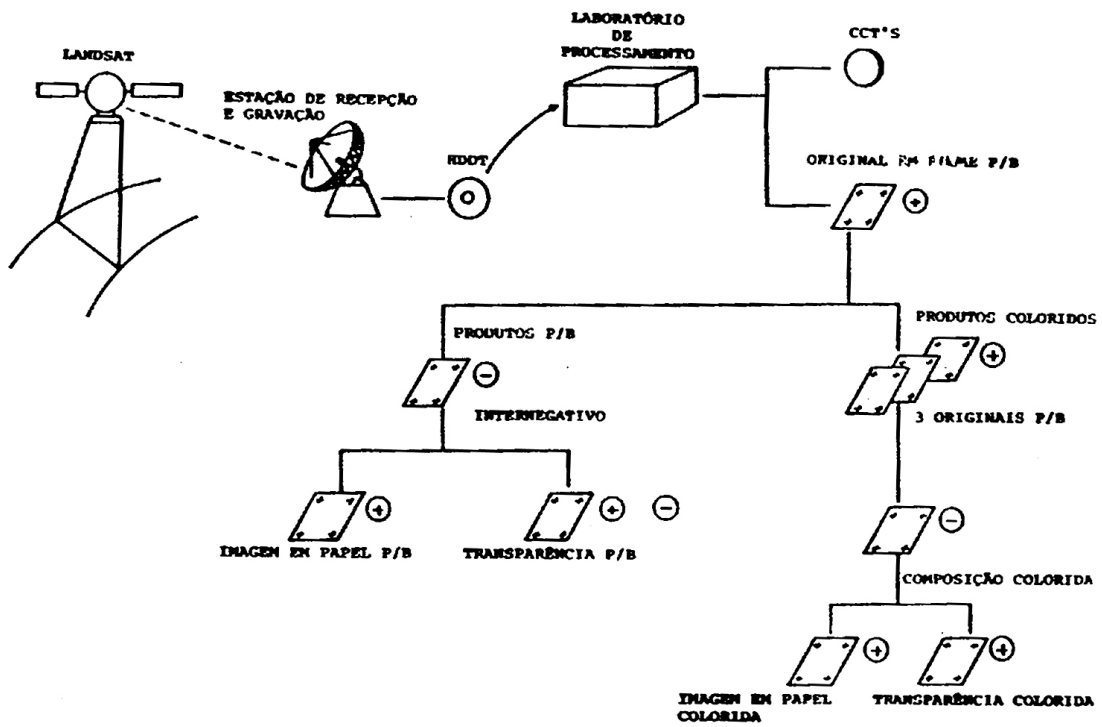 LABORATÓRIO
DE
PROCESSAMENTO
CCT'S
LANDSAT
ESTAÇÃO DE RECEPÇÃO
E GRAVAÇÃO
HDDT
ORIGINAL EM FILME P/B
+
PRODUTOS P/B
−
INTERNEGATIVO
PRODUTOS COLORIDOS
+
3 ORIGINAIS P/B
+
IMAGEM EM PAPEL P/B
+ −
TRANSPARÊNCIA P/B
−
COMPOSIÇÃO COLORIDA
+
IMAGEM EM PAPEL
COLORIDA
+
TRANSPARÊNCIA COLORIDA